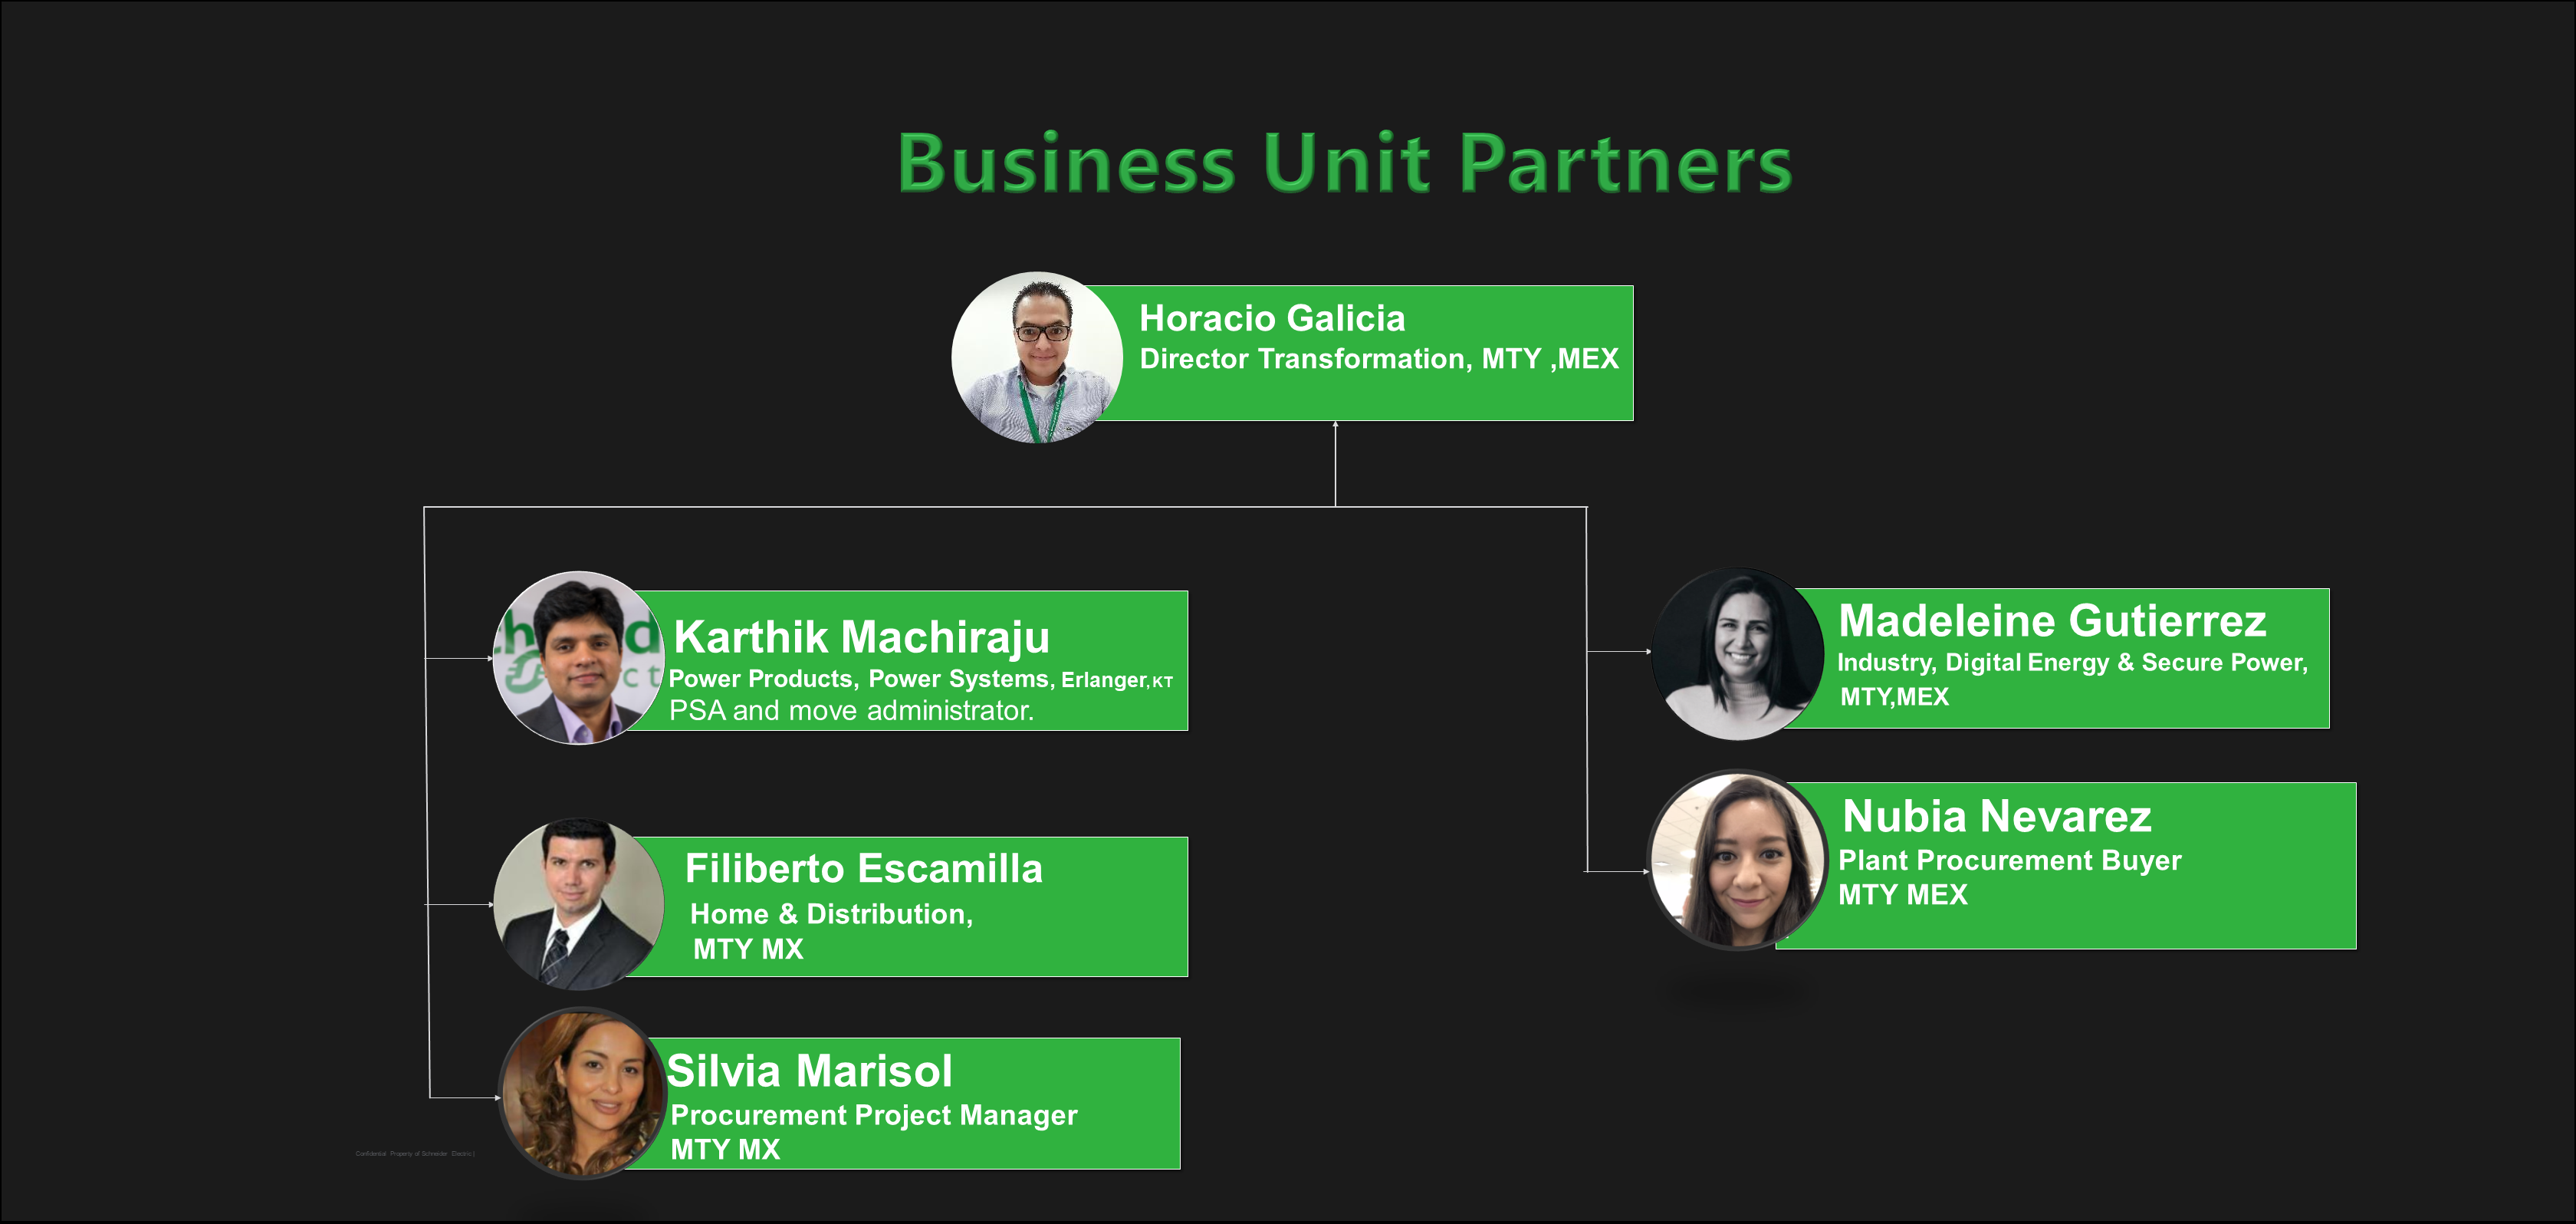 Business Unit Partners
Horacio Galicia
Director Transformation, MTY ,MEX
Karthik Machiraju
Power Products, Power Systems, Erlanger, KT
PSA and move administrator.
Filiberto Escamilla
Home & Distribution,
MTY MX
Silvia Marisol
Procurement Project Manager
MTY MX
Madeleine Gutierrez
Industry, Digital Energy & Secure Power,
MTY,MEX
Nubia Nevarez
Plant Procurement Buyer
MTY MEX
Confidential Property of Schneider Electric |